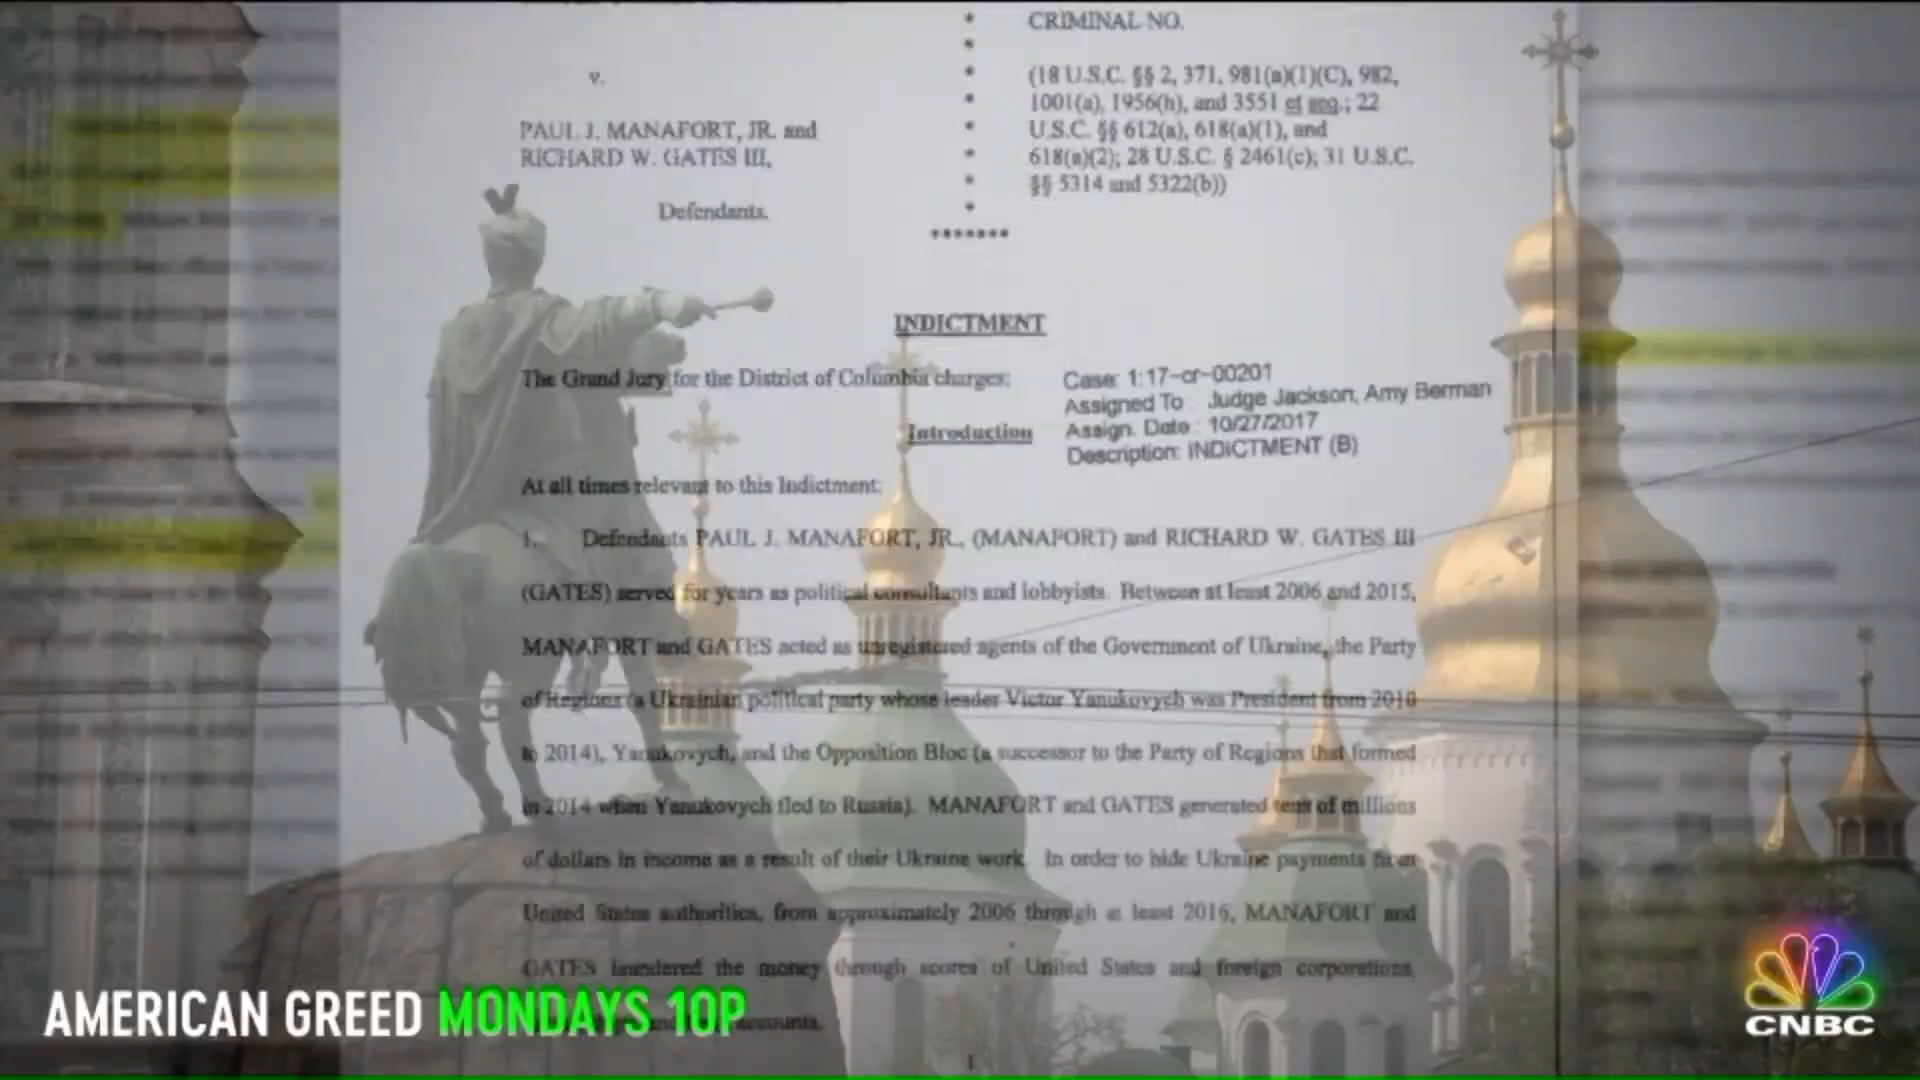 CRIMINAL NO.
v.
(18 U.S.C. §§ 2, 371, 981(a)(1)(C), 982,
1001(a), 1956(h), and 3551 et seq.; 22
PAUL J. MANAFORT, JR. and
U.S.C. §§ 612(a), 618(a)(1), and
RICHARD W. GATES III,
618(a)(2); 28 U.S.C. § 2461(c); 31 U.S.C.
§§ 5314 and 5322(b))
Defendants.
*******
INDICTMENT
The Grand Jury for the District of Columbia charges:
Case: 1:17-cr-00201
Assigned To : Judge Jackson, Amy Berman
Assign. Date : 10/27/2017
Description: INDICTMENT (B)
Introduction
At all times relevant to this Indictment:
1. Defendants PAUL J. MANAFORT, JR., (MANAFORT) and RICHARD W. GATES III
(GATES) served for years as political consultants and lobbyists. Between at least 2006 and 2015,
MANAFORT and GATES acted as unregistered agents of the Government of Ukraine, the Party
of Regions (a Ukrainian political party whose leader Victor Yanukovych was President from 2010
to 2014), Yanukovych, and the Opposition Bloc (a successor to the Party of Regions that formed
in 2014 when Yanukovych fled to Russia). MANAFORT and GATES generated tens of millions
of dollars in income as a result of their Ukraine work. In order to hide Ukraine payments from
United States authorities, from approximately 2006 through at least 2016, MANAFORT and
GATES laundered the money through scores of United States and foreign corporations,
accounts.
1
AMERICAN GREED MONDAYS 10P
CNBC